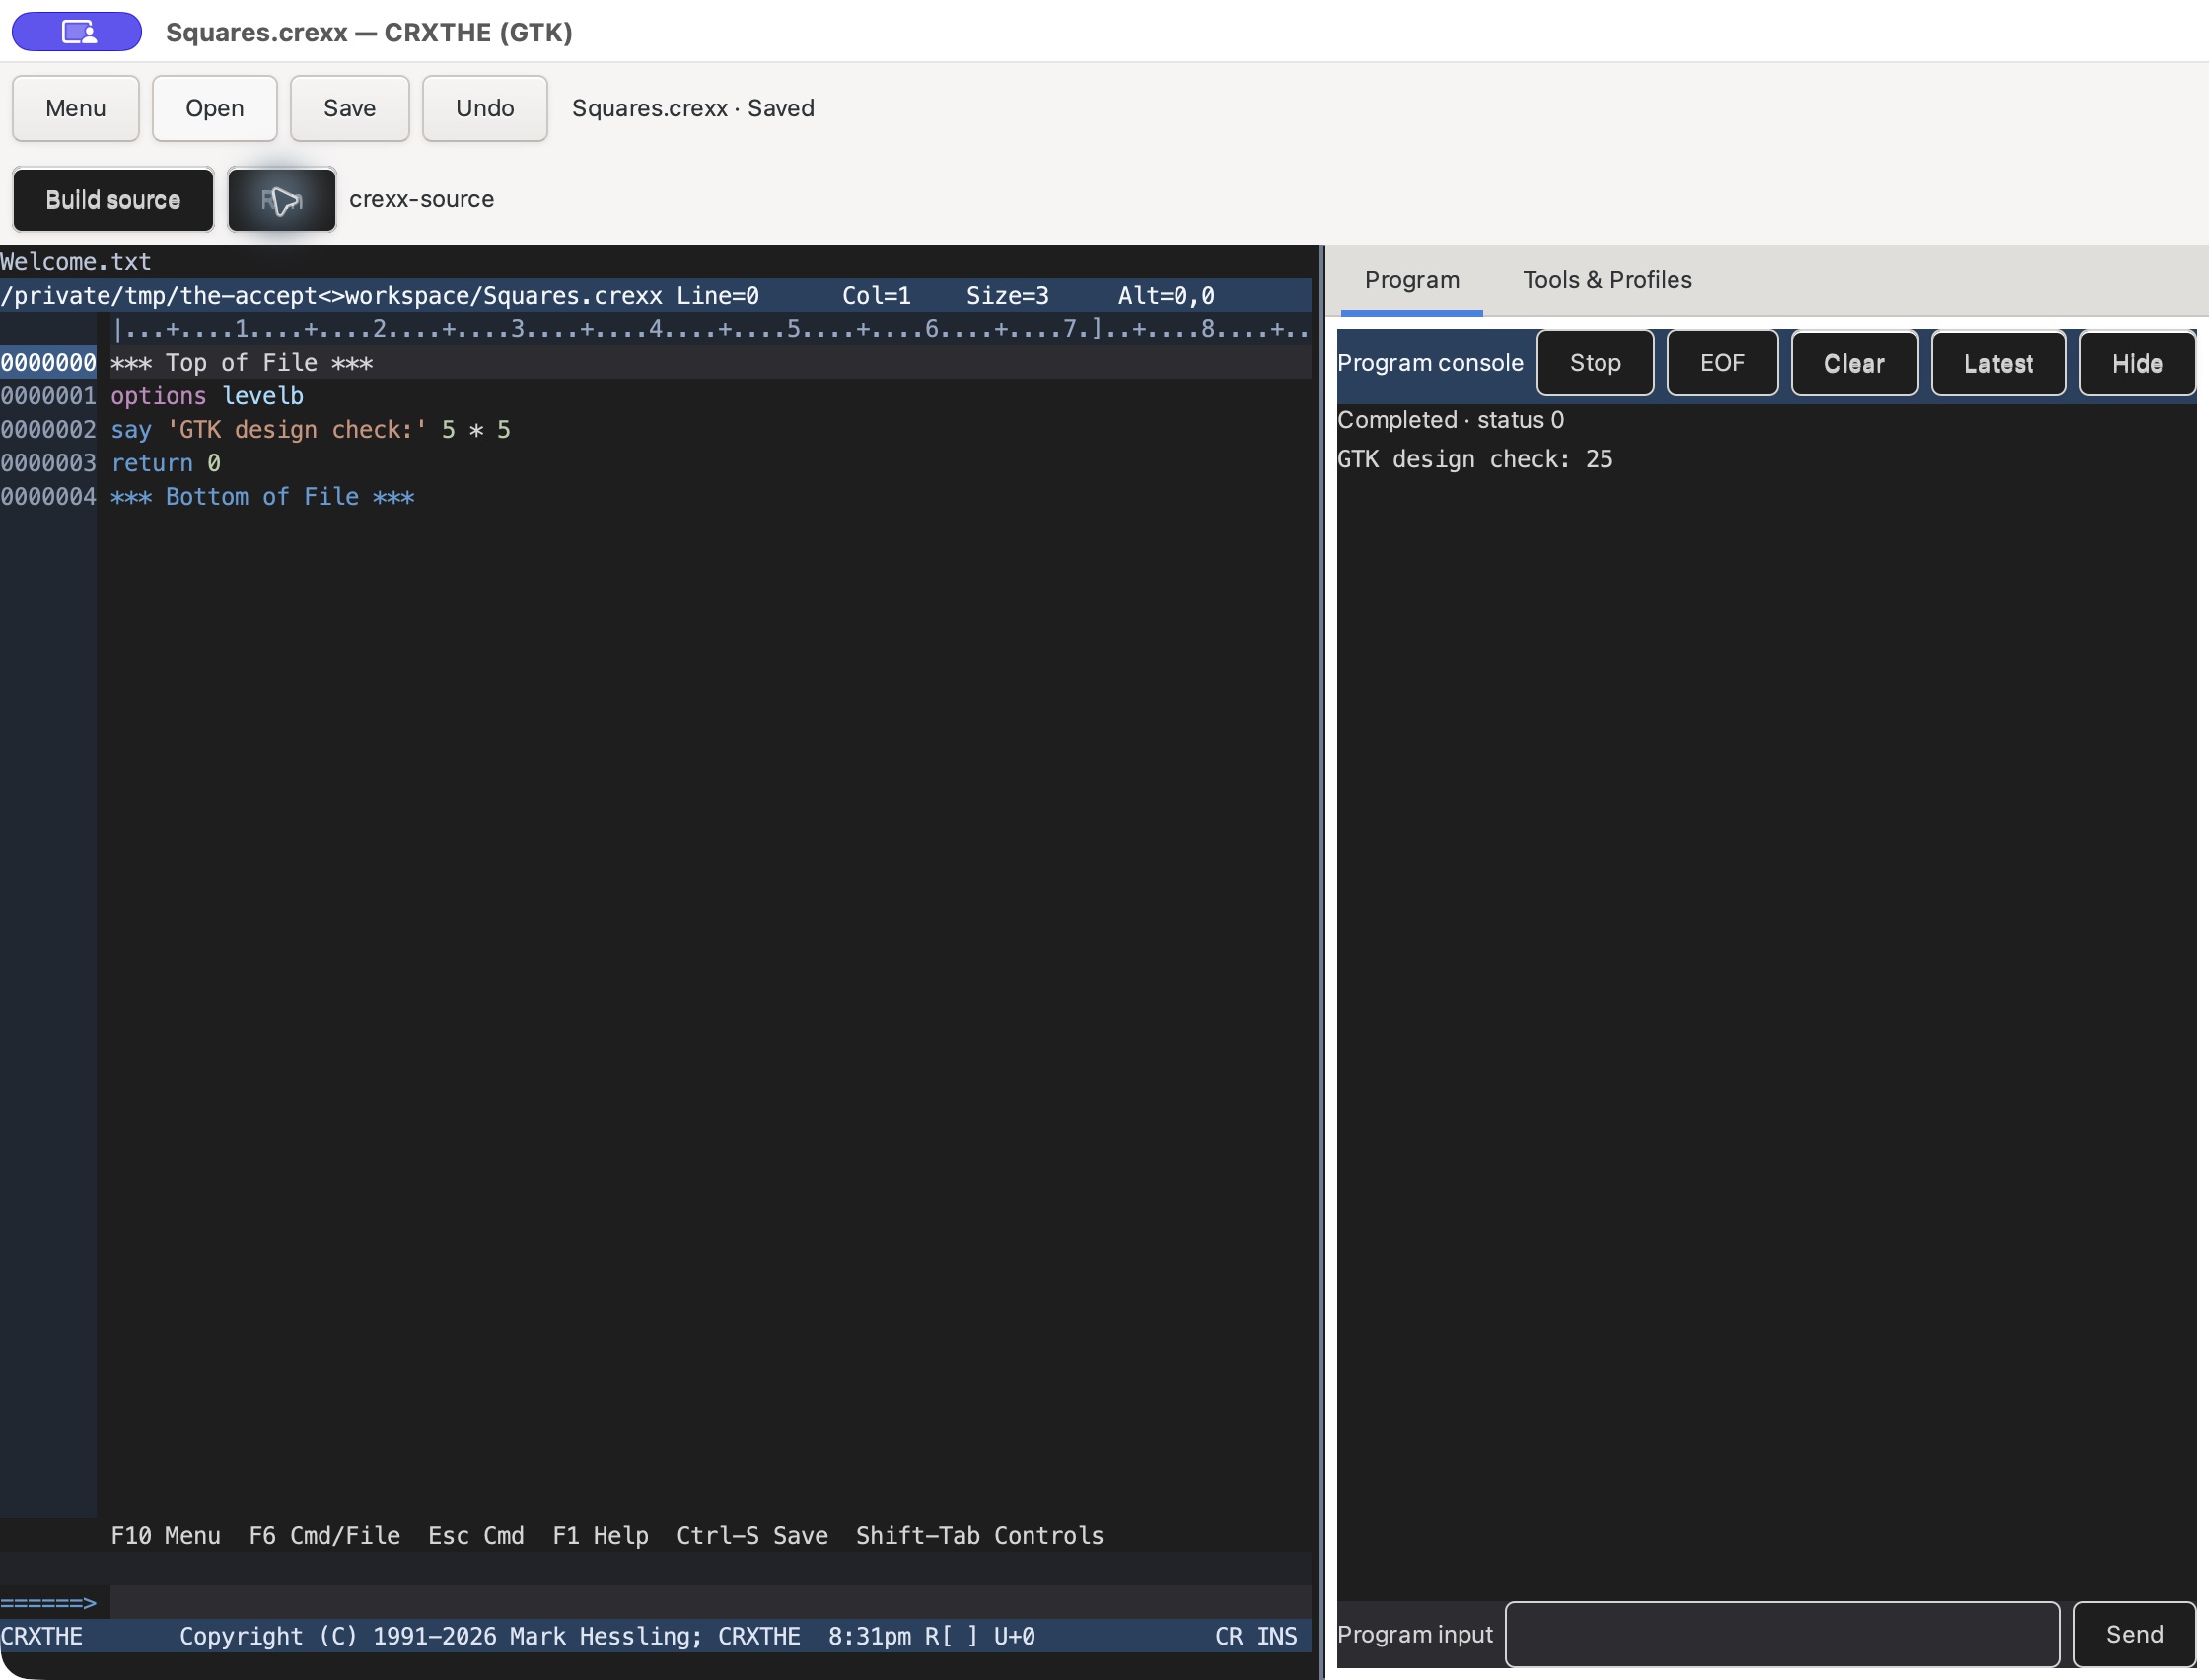 Squares.crexx — CRXTHE (GTK)
Menu Open Save Undo Squares.crexx · Saved
Build source crexx-source
Welcome.txt
/private/tmp/the-accept<>workspace/Squares.crexx Line=0 Col=1 Size=3 Alt=0,0
|...+....1....+....2....+....3....+....4....+....5....+....6....+....7.]..+....8....+..
0000000 *** Top of File ***
0000001 options levelb
0000002 say 'GTK design check:' 5 * 5
0000003 return 0
0000004 *** Bottom of File ***
F10 Menu F6 Cmd/File Esc Cmd F1 Help Ctrl-S Save Shift-Tab Controls
======>
CRXTHE Copyright (C) 1991-2026 Mark Hessling; CRXTHE 8:31pm R[ ] U+0 CR INS
Program Tools & Profiles
Program console Stop EOF Clear Latest Hide
Completed · status 0
GTK design check: 25
Program input Send